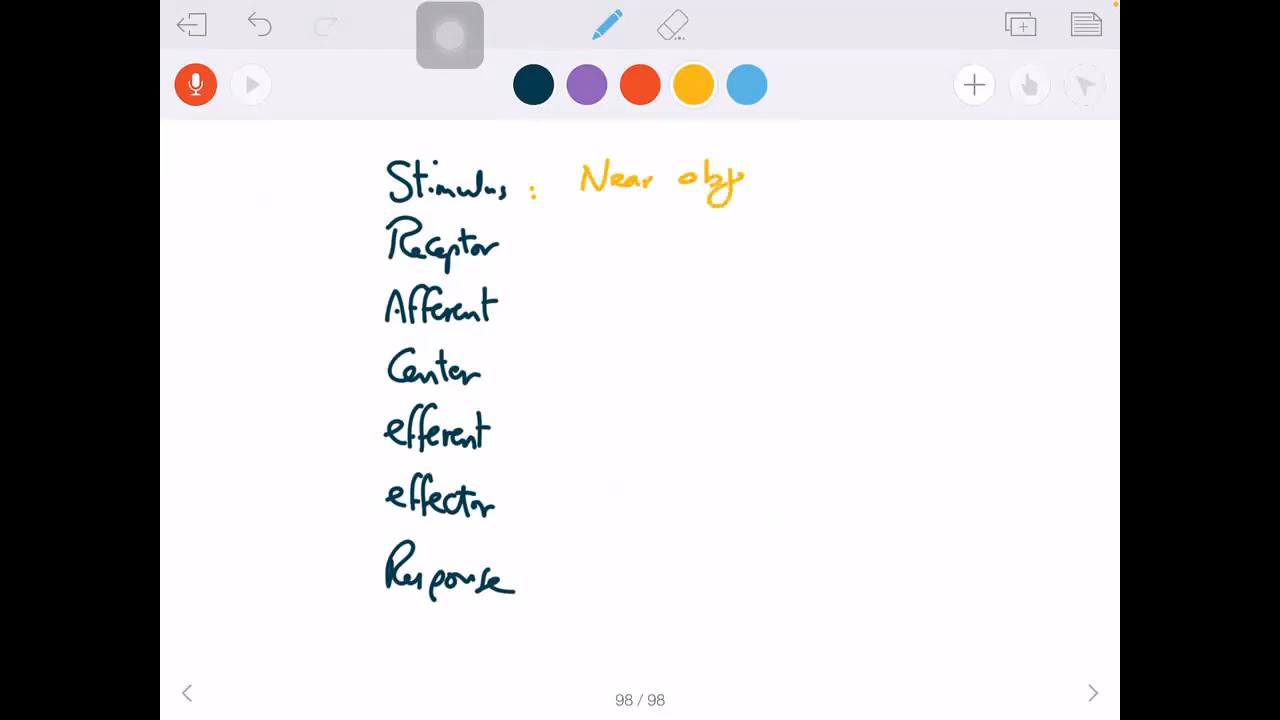 Stimulus : Near obj
Receptor
Afferent
Center
efferent
effector
Response
98 / 98